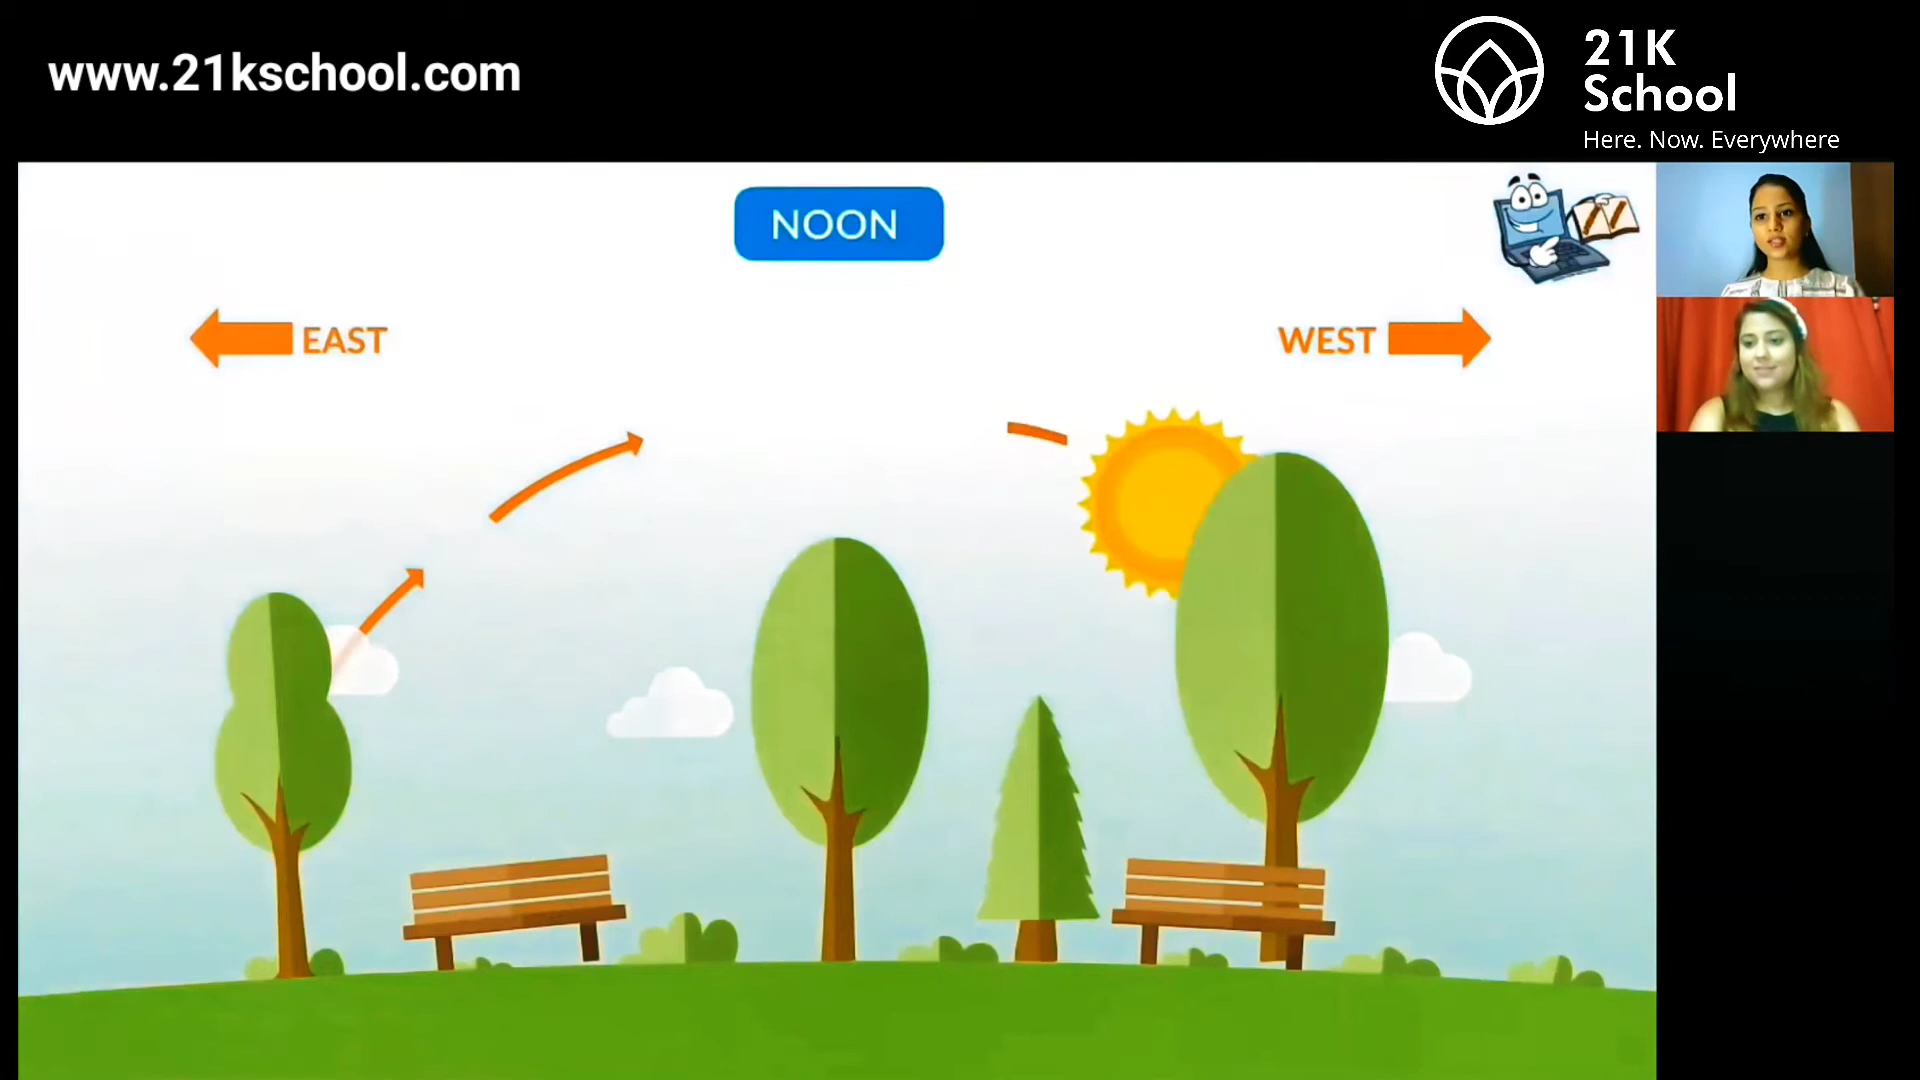 www.21kschool.com
21K
School
Here. Now. Everywhere
NOON
EAST
WEST